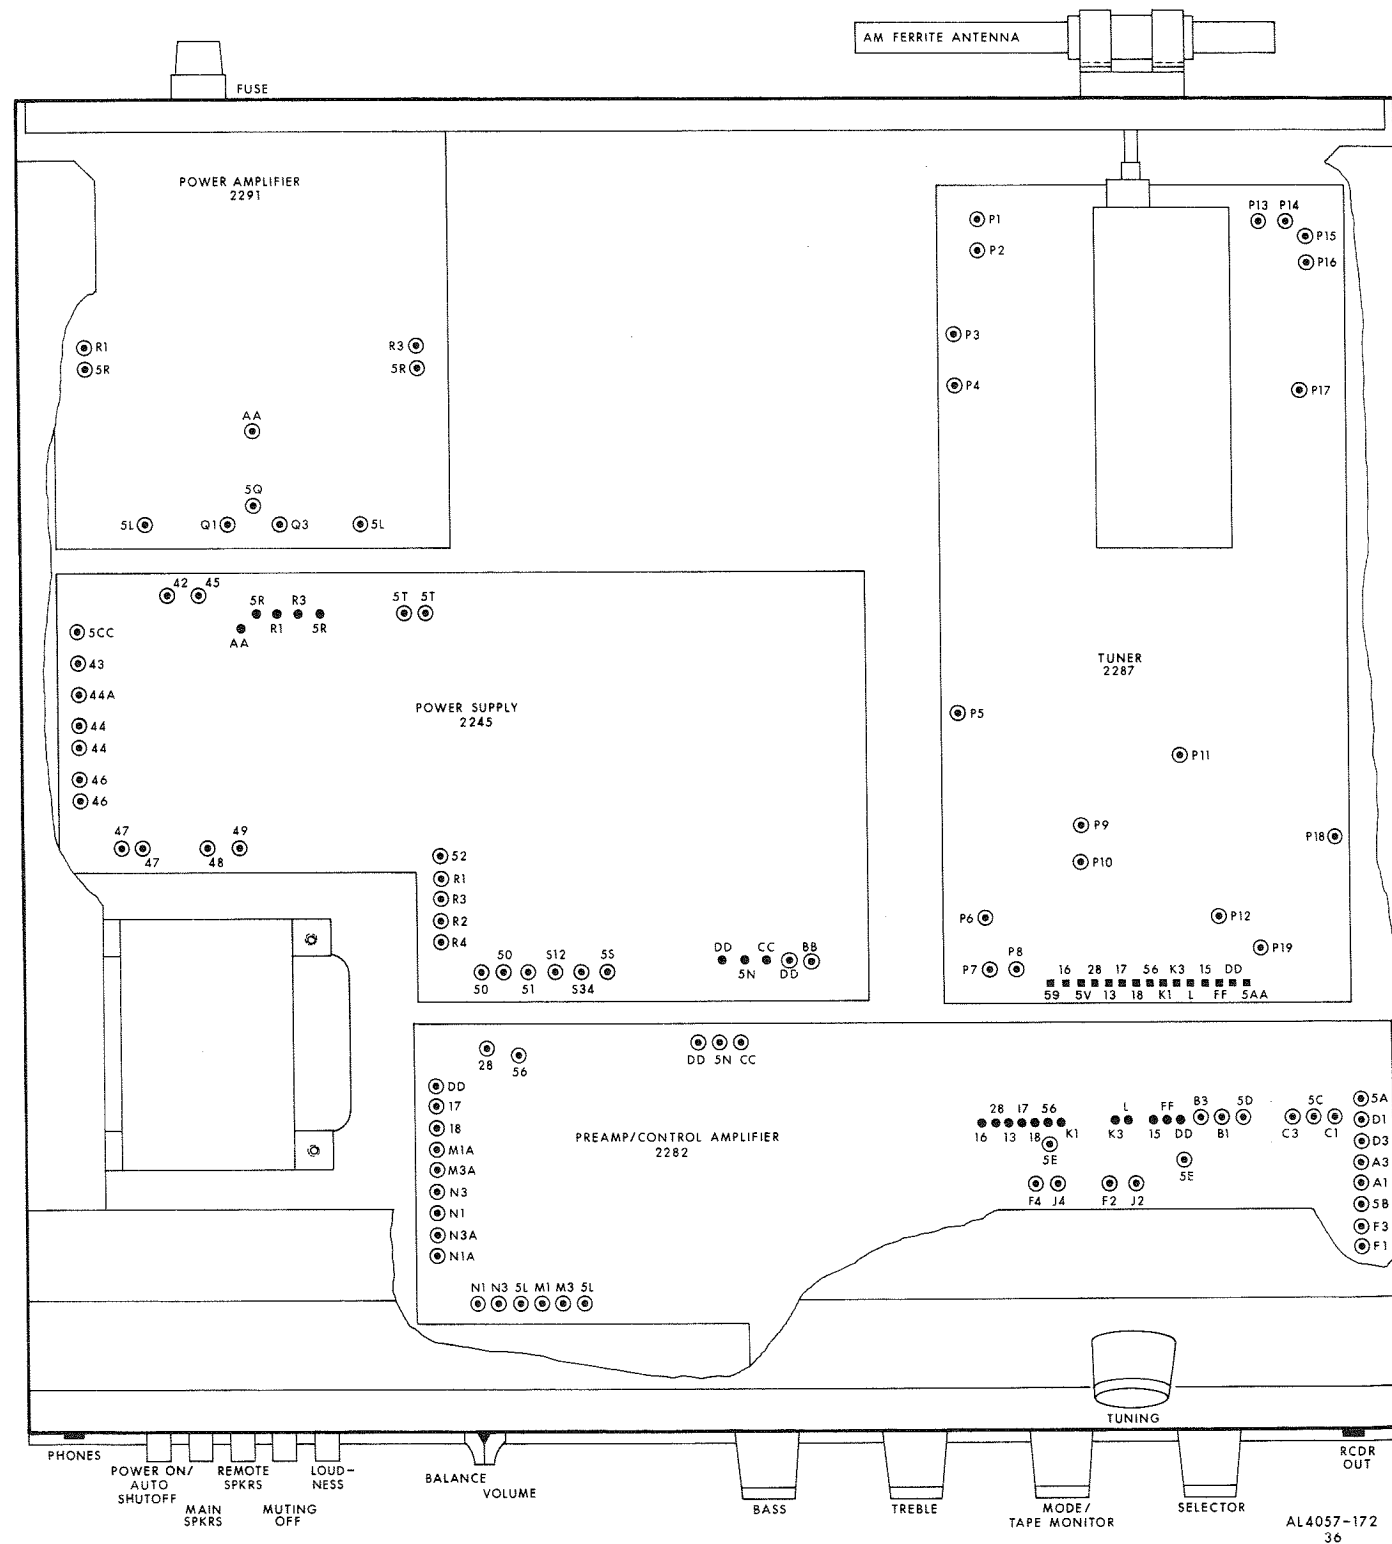 AM FERRITE ANTENNA
FUSE
POWER AMPLIFIER
2291
P1
P2
P13 P14
P15
P16
P3
P4
P17
R1
5R
R3
5R
AA
5Q
5L Q1 Q3 5L
42 45
5R R3
AA R1 5R
5T 5T
5CC
43
44A
44
44
46
46
47 49
47 48
POWER SUPPLY
2245
TUNER
2287
P5
P11
P9
P10
P18
P6
P12
P19
P7
P8
52
R1
R3
R2
R4
50 S12 5S
50 51 S34
DD CC BB
5N DD
16 28 17 56 K3 15 DD
59 5V 13 18 K1 L FF 5AA
28
56
DD 5N CC
DD
17
18
M1A
M3A
N3
N1
N3A
N1A
PREAMP/CONTROL AMPLIFIER
2282
28 17 56
16 13 18 K1
5E
F4 J4
L FF B3 5D 5C
K3 15 DD B1 C3 C1
5E
F2 J2
5A
D1
D3
A3
A1
5B
F3
F1
N1 N3 5L M1 M3 5L
TUNING
PHONES
POWER ON/
AUTO
SHUTOFF
MAIN
SPKRS
REMOTE
SPKRS
MUTING
OFF
LOUD-
NESS
BALANCE
VOLUME
BASS
TREBLE
MODE/
TAPE MONITOR
SELECTOR
RCDR
OUT
AL4057-172
36